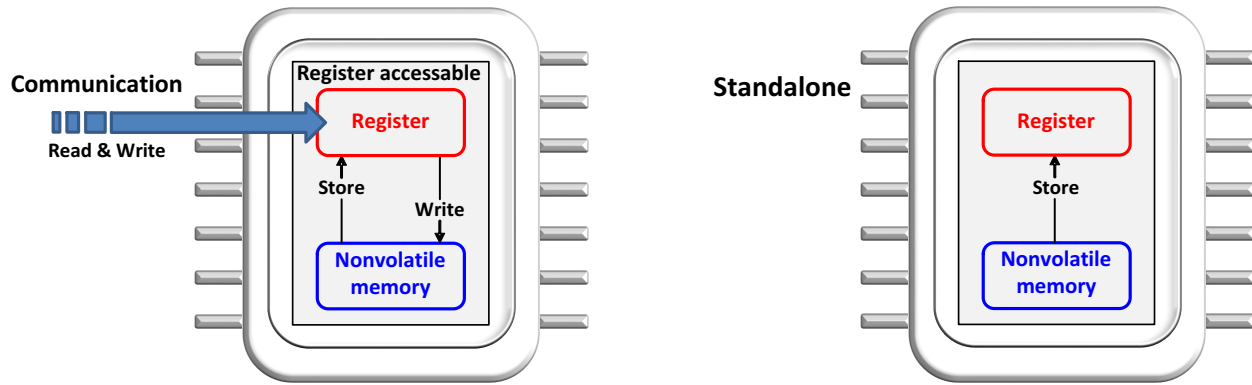 Communication
Read & Write
Register accessable
Register
Store
Write
Nonvolatile
memory
Standalone
Register
Store
Nonvolatile
memory